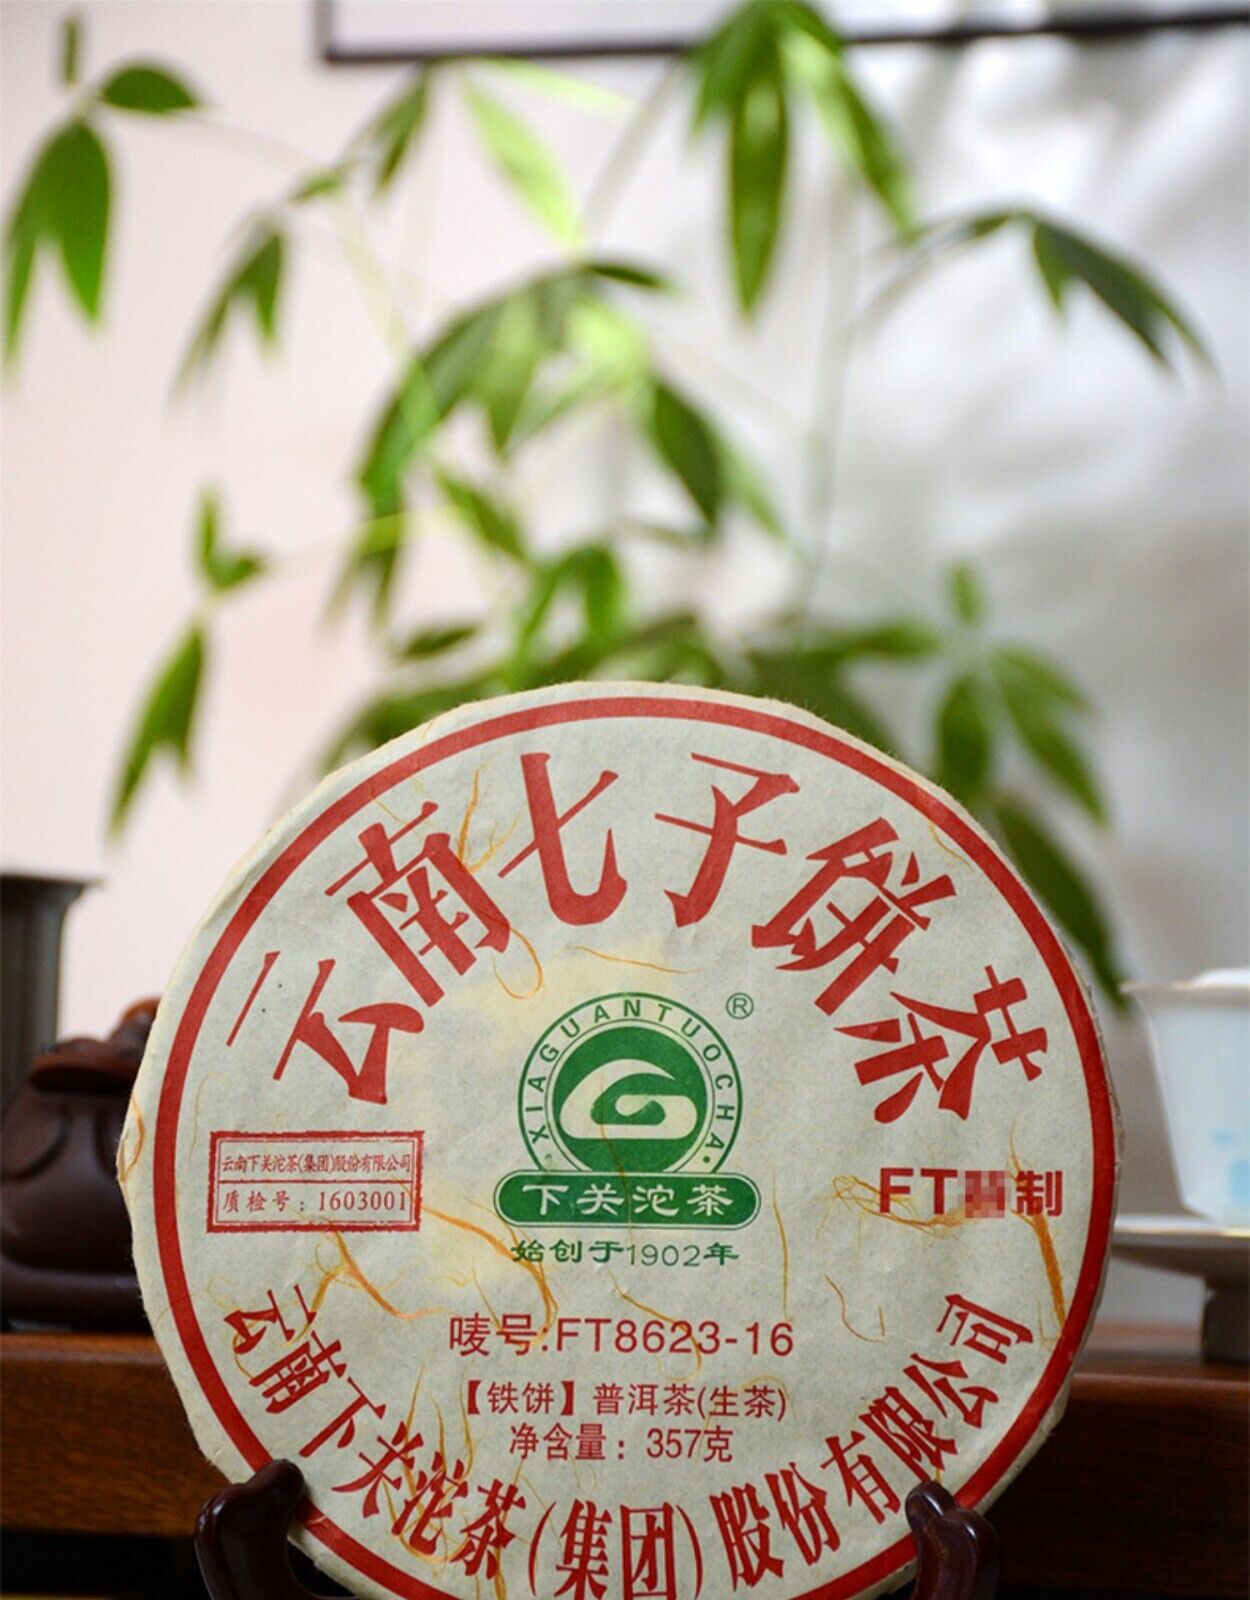 云南七子饼茶
XIAGUANTUOCHA
®
下关沱茶
始创于1902年
云南下关沱茶(集团)股份有限公司
质检号：1603001
FT 制
唛号:FT8623-16
【铁饼】普洱茶(生茶)
净含量：357克
云南下关沱茶(集团)股份有限公司